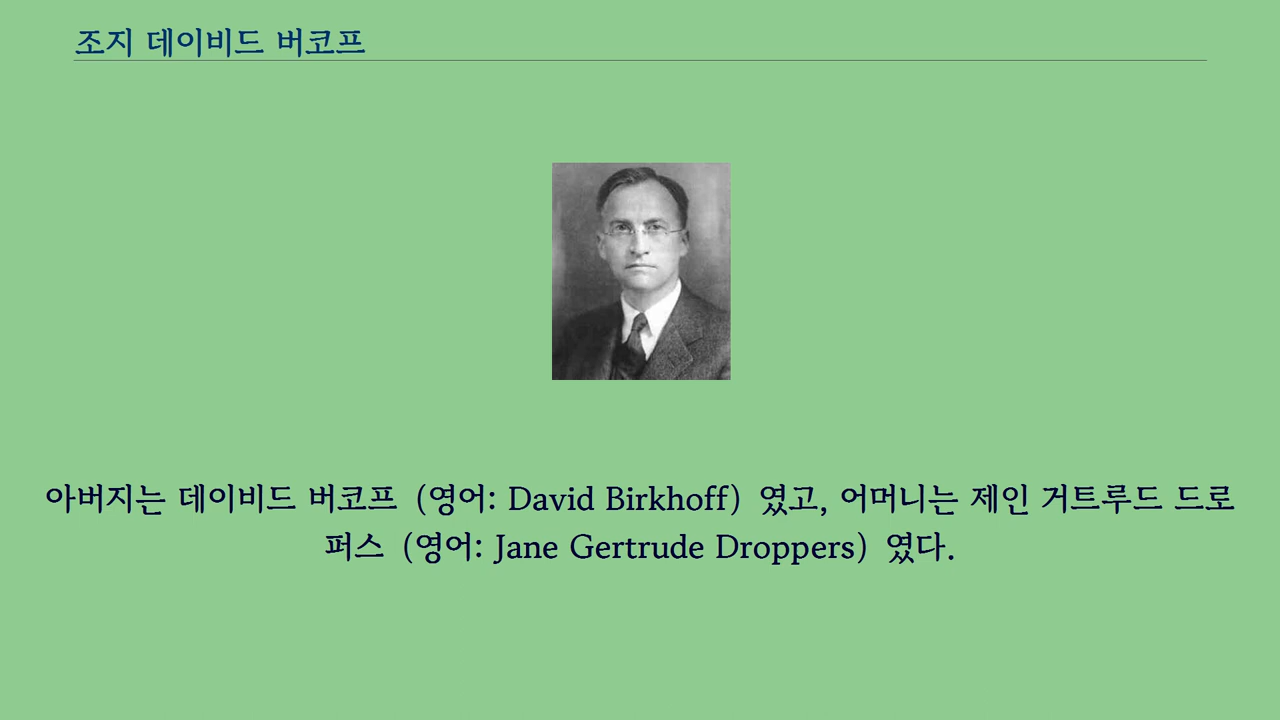 조지 데이비드 버코프
아버지는 데이비드 버코프 (영어: David Birkhoff) 였고, 어머니는 제인 거트루드 드로
퍼스 (영어: Jane Gertrude Droppers) 였다.